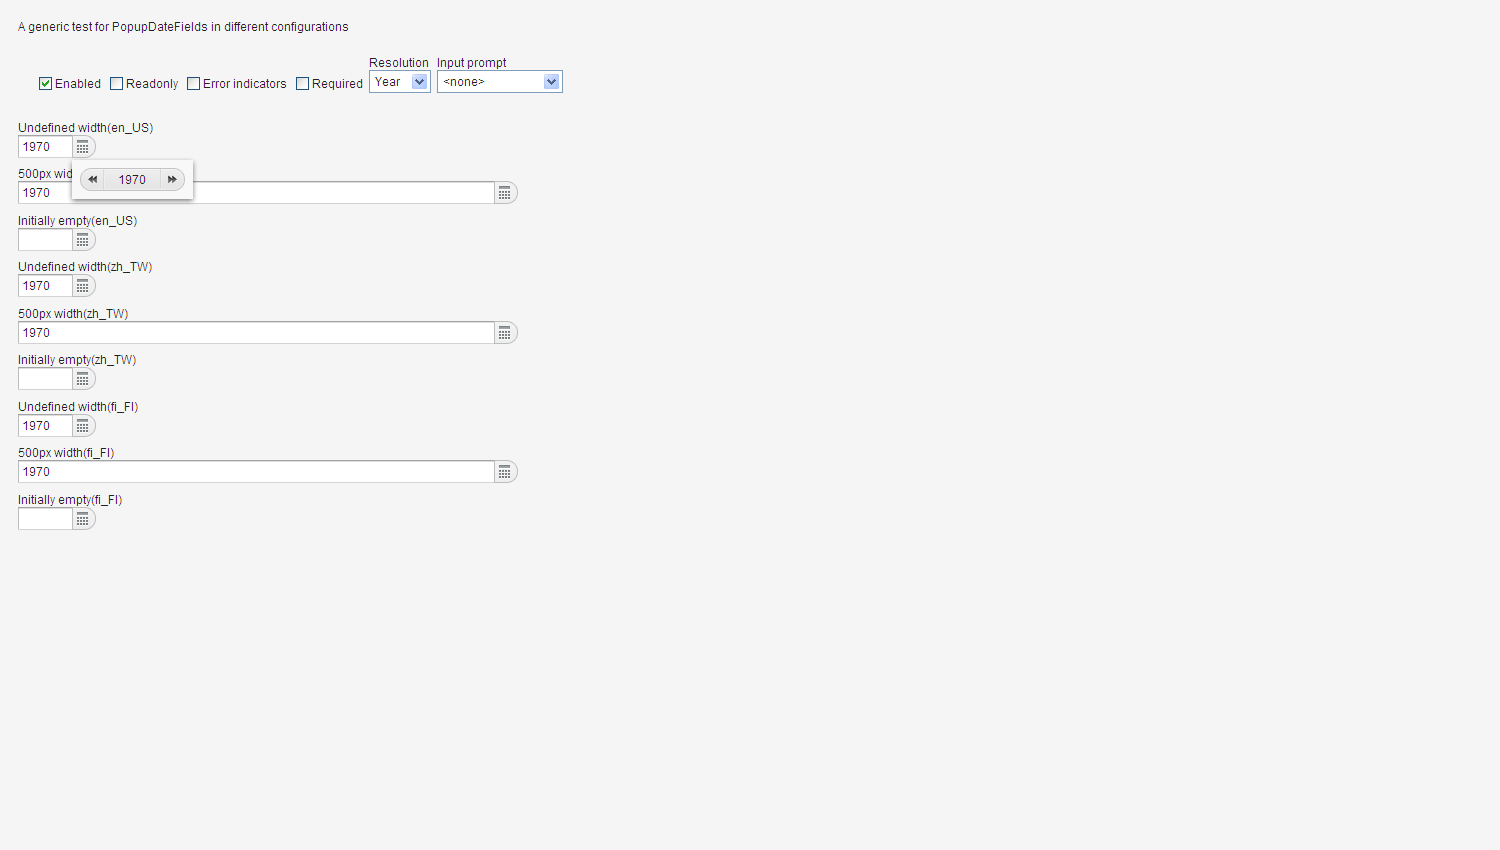 A generic test for PopupDateFields in different configurations
Resolution Input prompt
Enabled Readonly Error indicators Required Year <none>
Undefined width(en_US)
1970
1970
500px wid
1970
Initially empty(en_US)
Undefined width(zh_TW)
1970
500px width(zh_TW)
1970
Initially empty(zh_TW)
Undefined width(fi_FI)
1970
500px width(fi_FI)
1970
Initially empty(fi_FI)